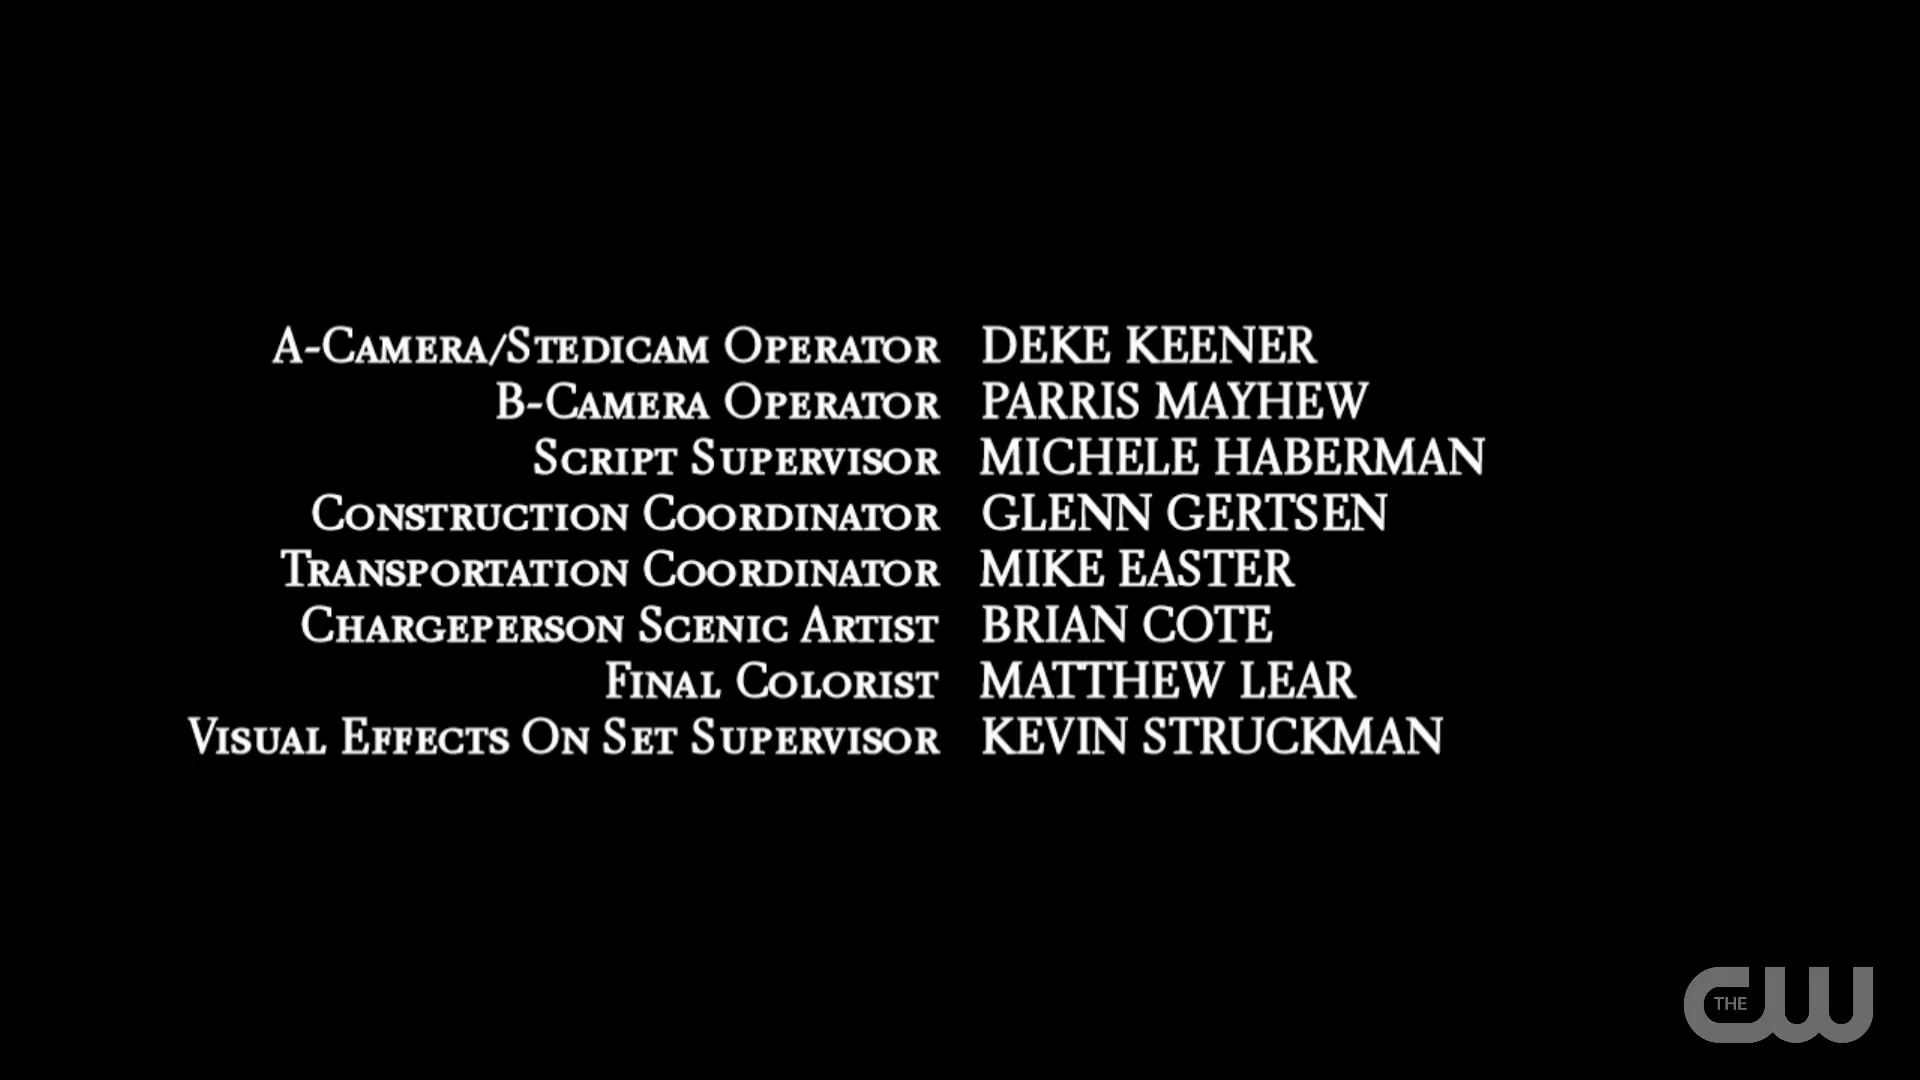 A-Camera/Stedicam Operator DEKE KEENER
B-Camera Operator PARRIS MAYHEW
Script Supervisor MICHELE HABERMAN
Construction Coordinator GLENN GERTSEN
Transportation Coordinator MIKE EASTER
Chargeperson Scenic Artist BRIAN COTE
Final Colorist MATTHEW LEAR
Visual Effects On Set Supervisor KEVIN STRUCKMAN
THE CW